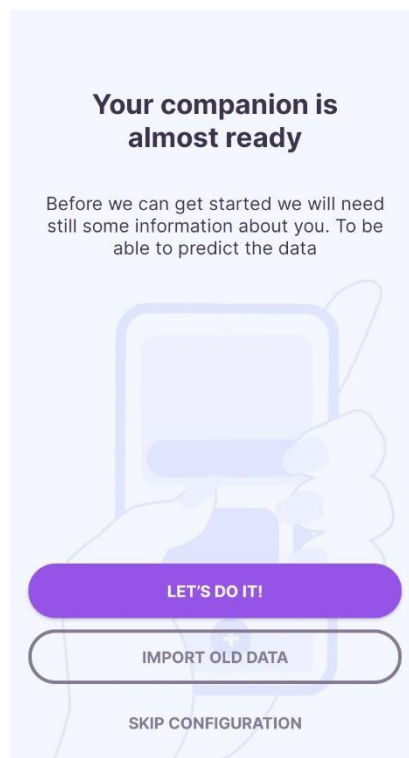 Your companion is
almost ready
Before we can get started we will need
still some information about you. To be
able to predict the data
LET'S DO IT!
IMPORT OLD DATA
SKIP CONFIGURATION